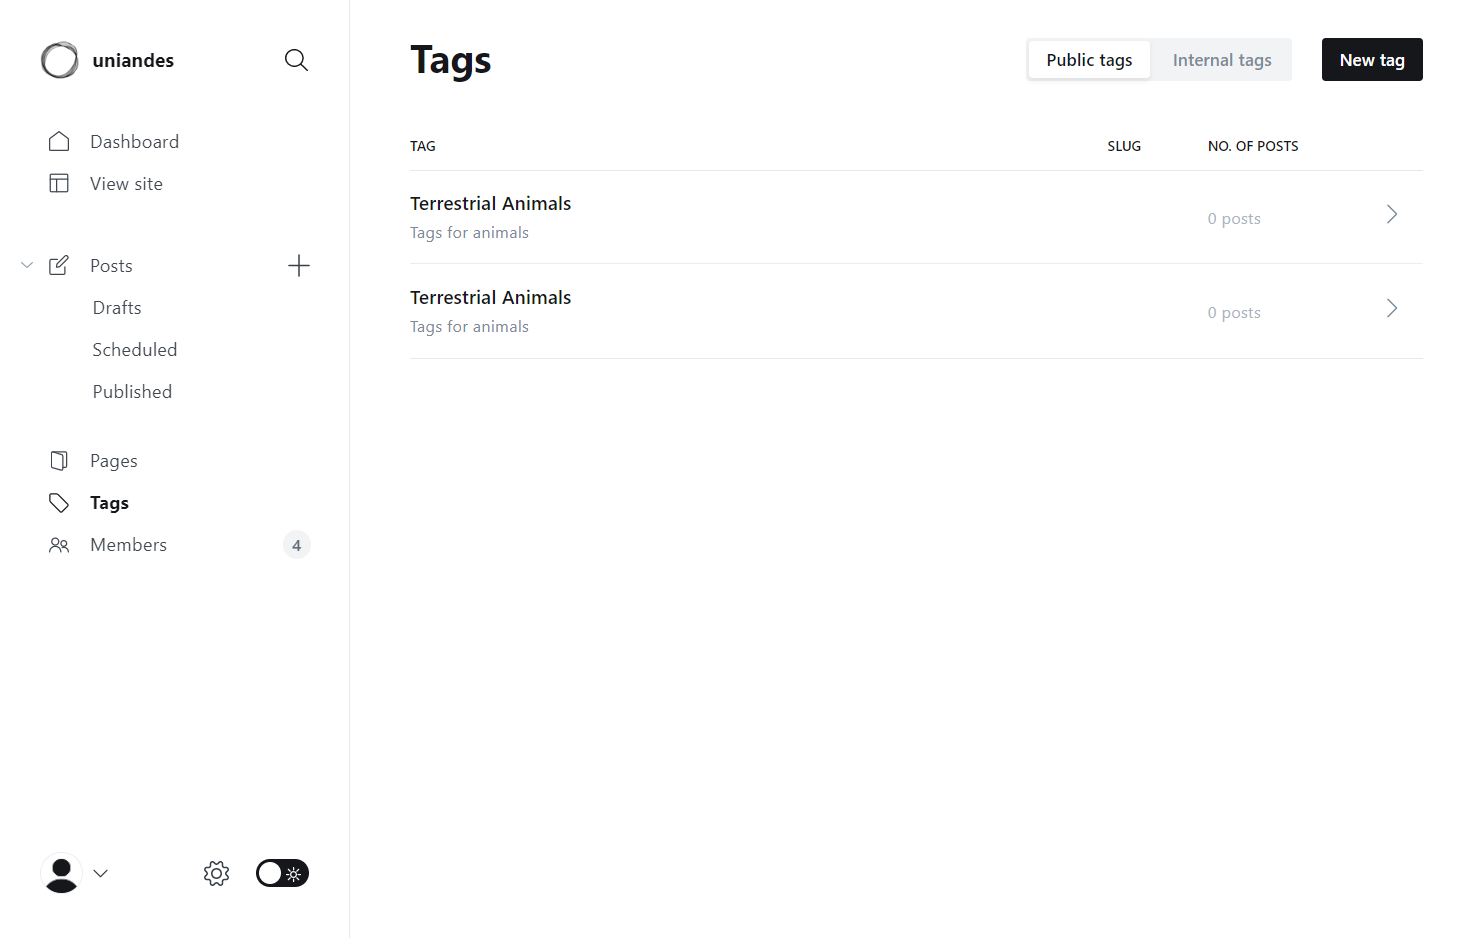 uniandes
Dashboard
View site
Posts
Drafts
Scheduled
Published
Pages
Tags
Members 4
Tags
Public tags Internal tags New tag
TAG SLUG NO. OF POSTS
Terrestrial Animals
Tags for animals
0 posts
Terrestrial Animals
Tags for animals
0 posts